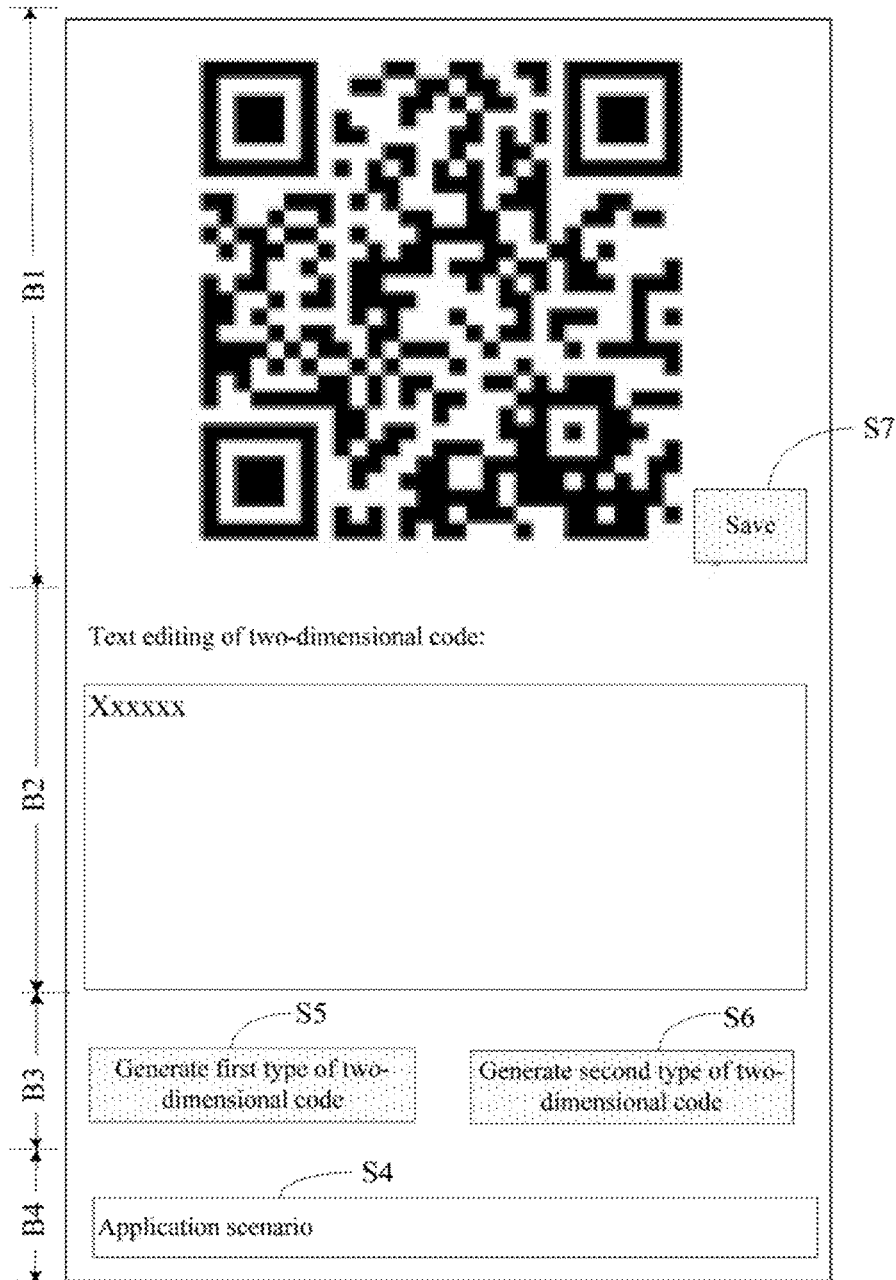 B1
S7
Save
Text editing of two-dimensional code:
Xxxxxx
B2
S5
S6
B3
Generate first type of two-
dimensional code
Generate second type of two-
dimensional code
S4
B4
Application scenario